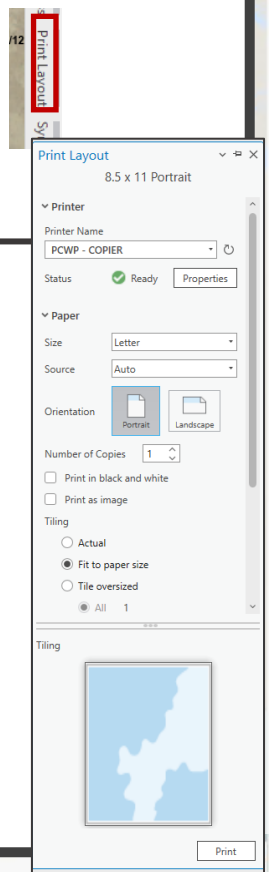 /12
Print Layout
Sy
Print Layout
8.5 x 11 Portrait
Printer
Printer Name
PCWP - COPIER
Status Ready Properties
Paper
Size Letter
Source Auto
Orientation Portrait Landscape
Number of Copies 1
Print in black and white
Print as image
Tiling
Actual
Fit to paper size
Tile oversized
All 1
Tiling
Print